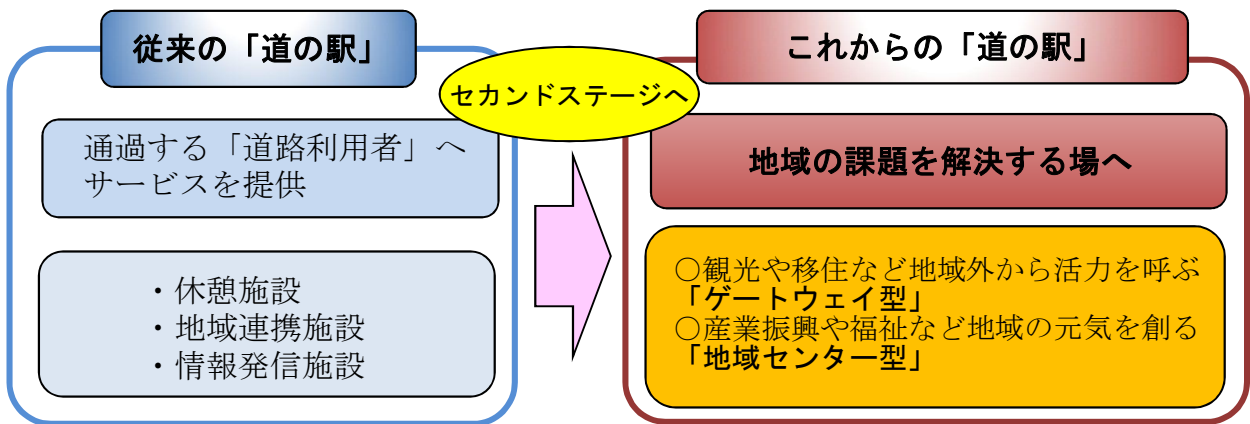 従来の「道の駅」
通過する「道路利用者」へ
サービスを提供
・休憩施設
・地域連携施設
・情報発信施設
セカンドステージへ
これからの「道の駅」
地域の課題を解決する場へ
○観光や移住など地域外から活力を呼ぶ
「ゲートウェイ型」
○産業振興や福祉など地域の元気を創る
「地域センター型」